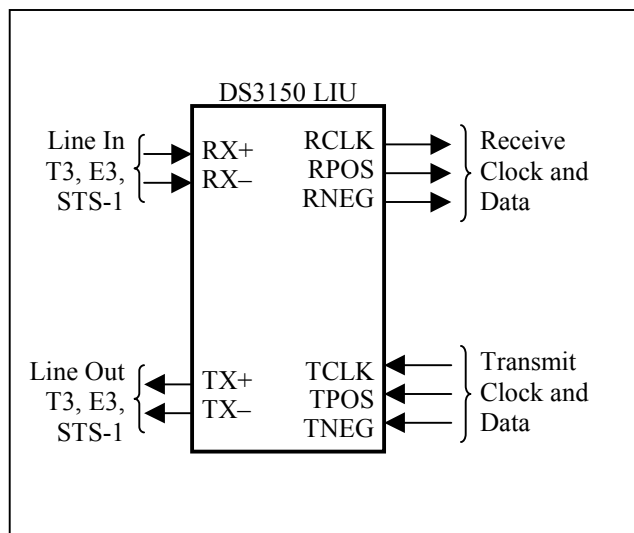 DS3150 LIU
Line In
T3, E3,
STS-1
RX+
RX–
RCLK
RPOS
RNEG
Receive
Clock and
Data
Line Out
T3, E3,
STS-1
TX+
TX–
TCLK
TPOS
TNEG
Transmit
Clock and
Data